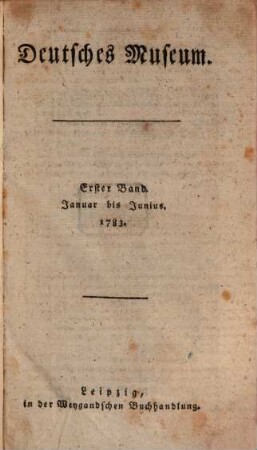 Deutsches Museum.
Erster Band.
Januar bis Junius.
1783.
Leipzig,
in der Weygandschen Buchhandlung.